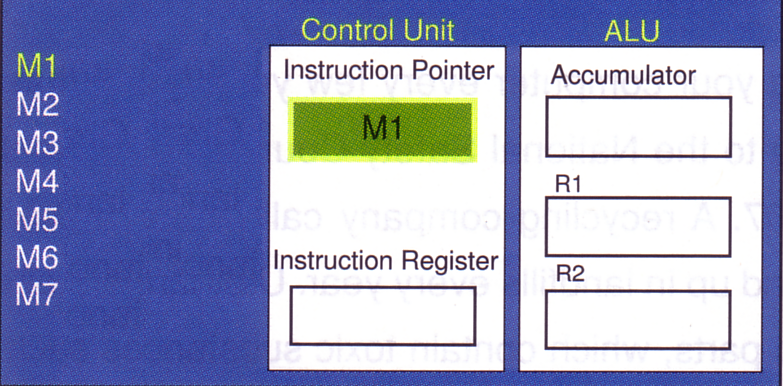 Control Unit
ALU
M1
M2
M3
M4
M5
M6
M7
Instruction Pointer
M1
Instruction Register
Accumulator
R1
R2